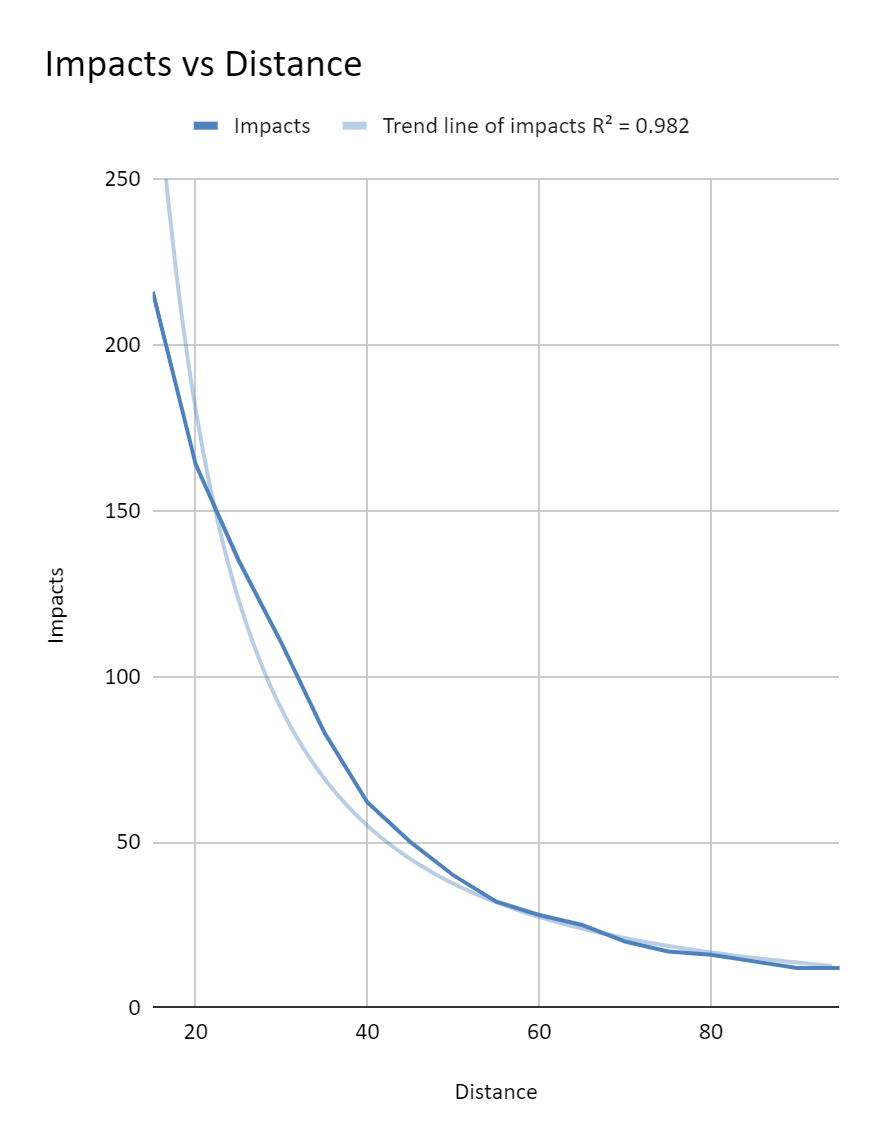 Impacts vs Distance
Impacts Trend line of impacts R² = 0.982
250
200
150
100
50
0
Impacts
20 40 60 80
Distance